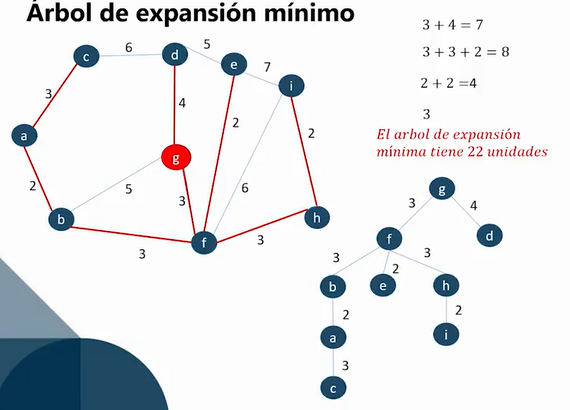 Árbol de expansión mínimo
3 + 4 = 7
3 + 3 + 2 = 8
2 + 2 =4
3
El arbol de expansión
mínima tiene 22 unidades
c
6
d
5
e
7
i
3
4
2
2
a
g
2
5
3
6
b
f
3
h
3
g
3
4
f
d
3
2
3
b
e
h
2
2
a
i
3
c